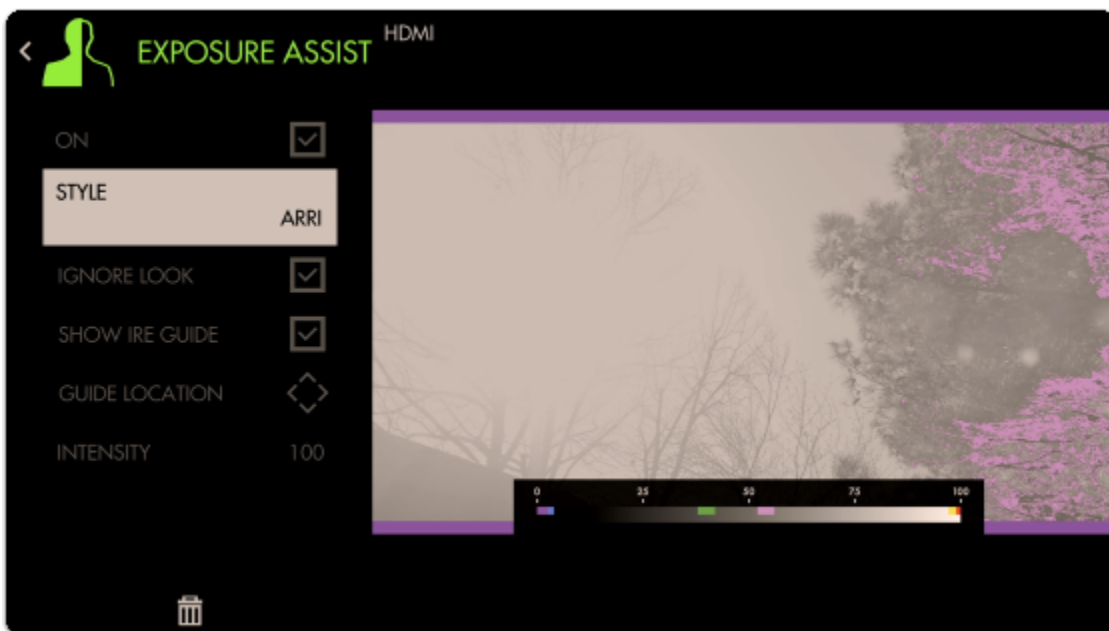 EXPOSURE ASSIST
HDMI
ON
STYLE
ARRI
IGNORE LOOK
SHOW IRE GUIDE
GUIDE LOCATION
INTENSITY 100
0 25 50 75 100